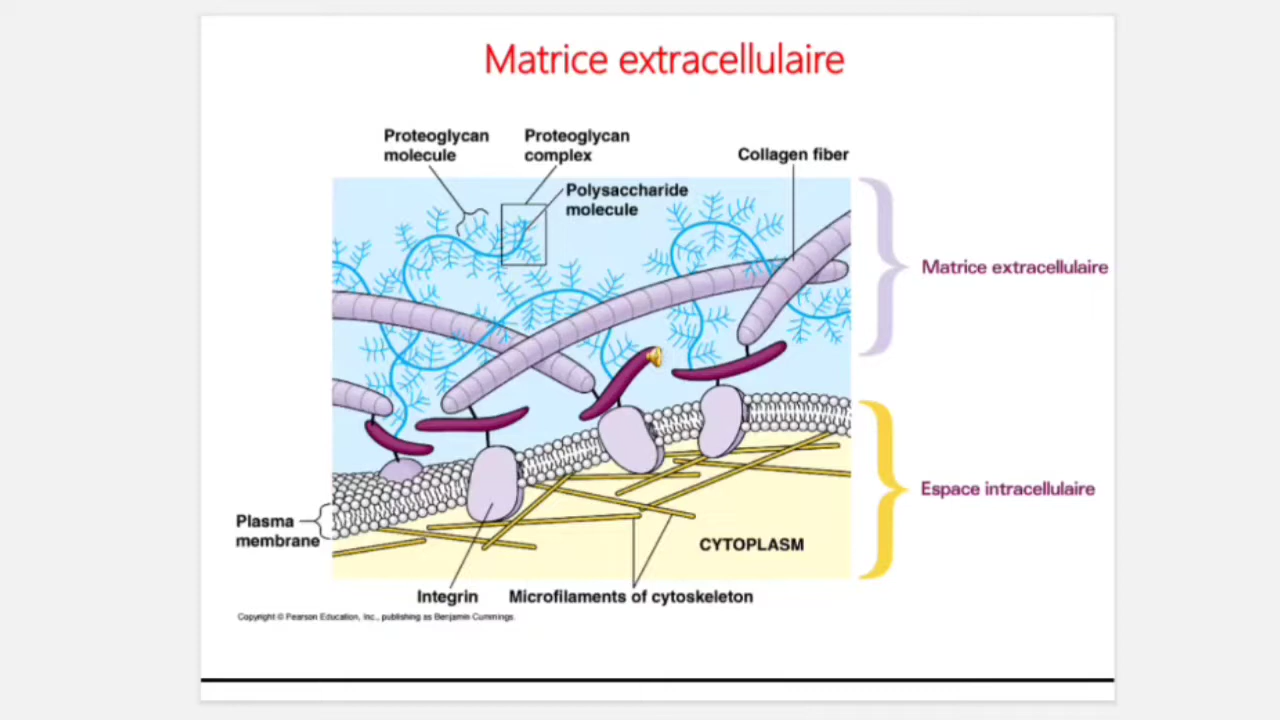 Matrice extracellulaire
Proteoglycan
molecule
Proteoglycan
complex
Collagen fiber
Polysaccharide
molecule
Matrice extracellulaire
Espace intracellulaire
Plasma
membrane
CYTOPLASM
Integrin
Microfilaments of cytoskeleton
Copyright © Pearson Education, Inc., publishing as Benjamin Cummings.